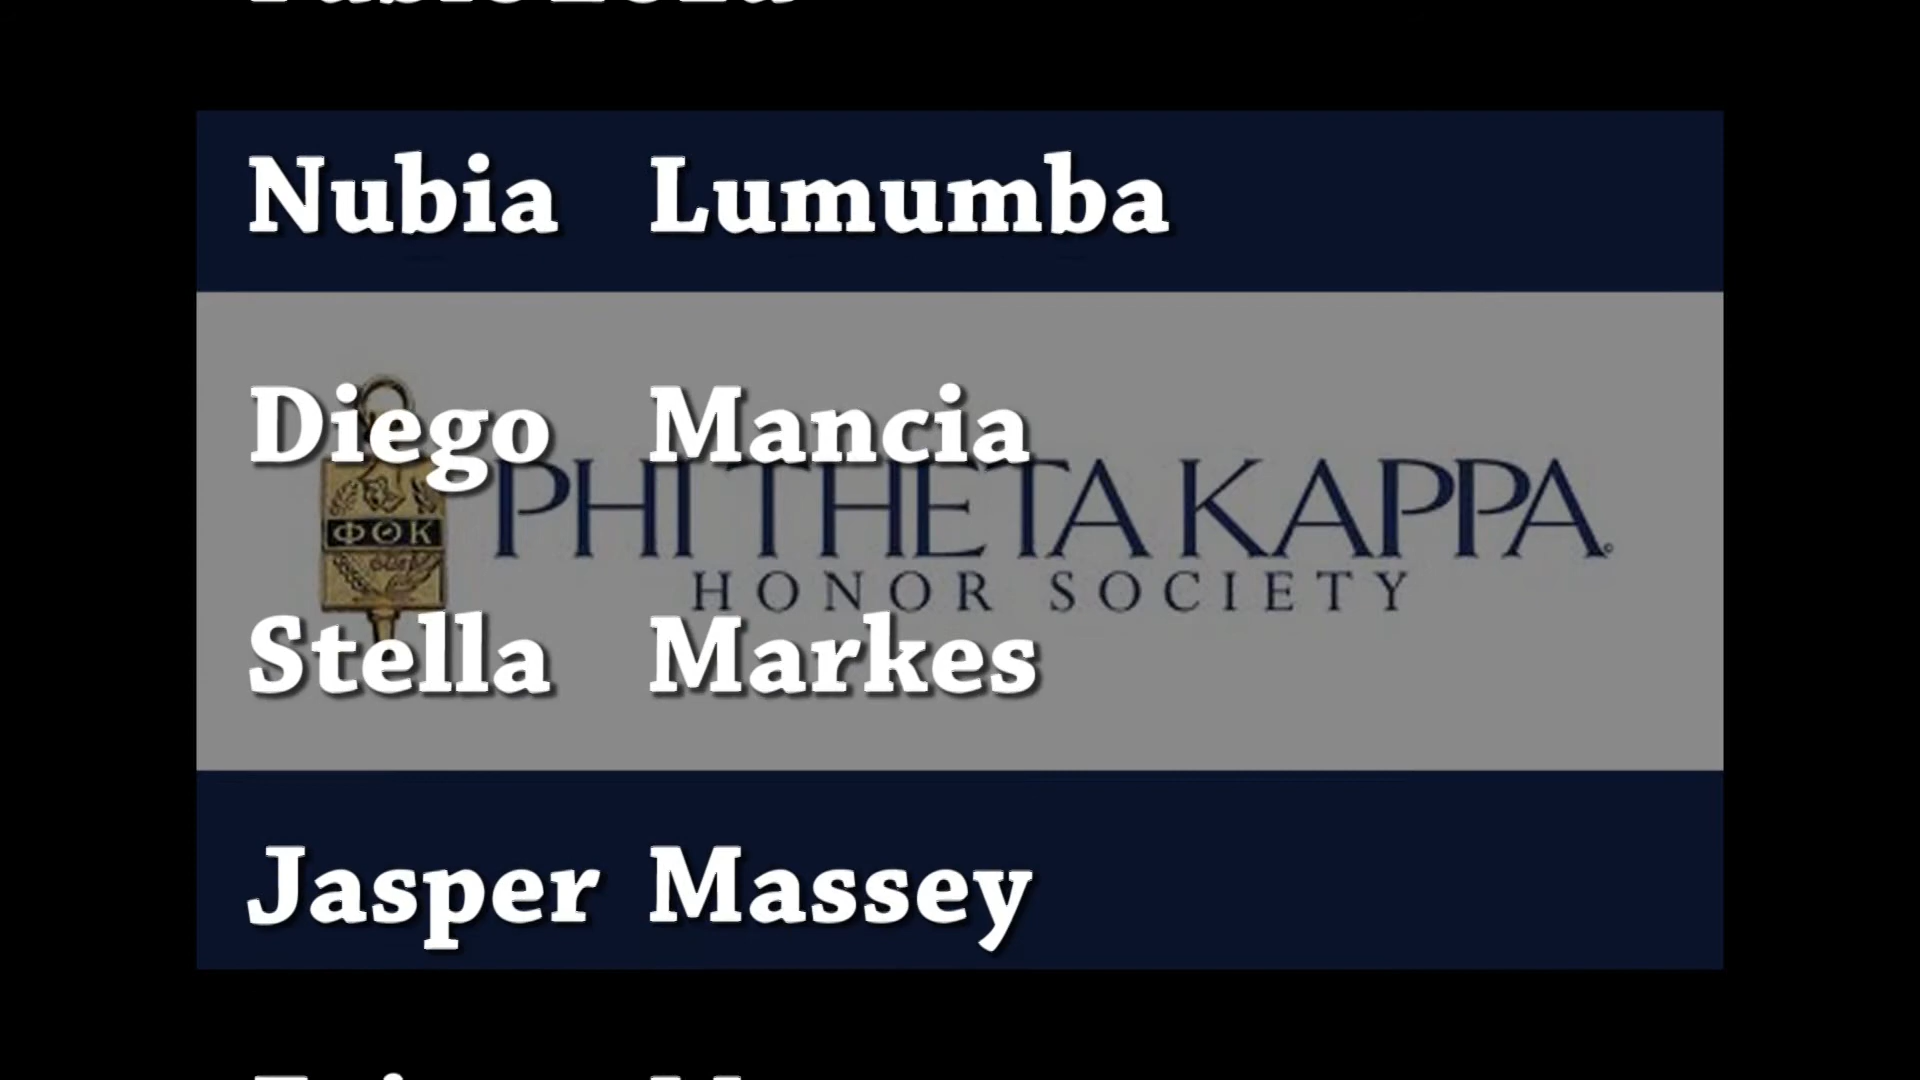 Nubia Lumumba
Diego Mancia
PHI THETA KAPPA
ΦΘΚ
HONOR SOCIETY
Stella Markes
Jasper Massey